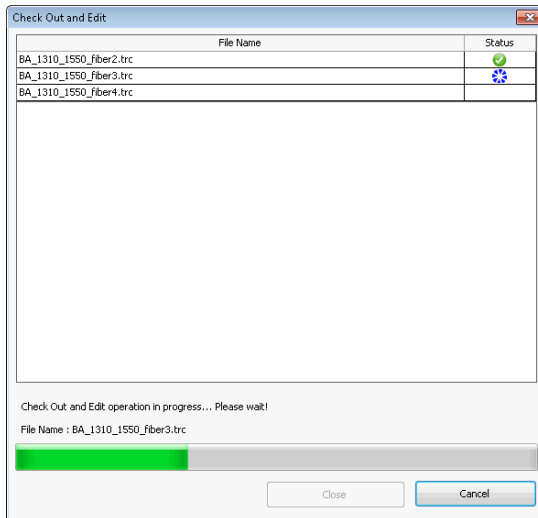 Check Out and Edit
File Name Status
BA_1310_1550_fiber2.trc
BA_1310_1550_fiber3.trc
BA_1310_1550_fiber4.trc
Check Out and Edit operation in progress... Please wait!
File Name : BA_1310_1550_fiber3.trc
Close Cancel